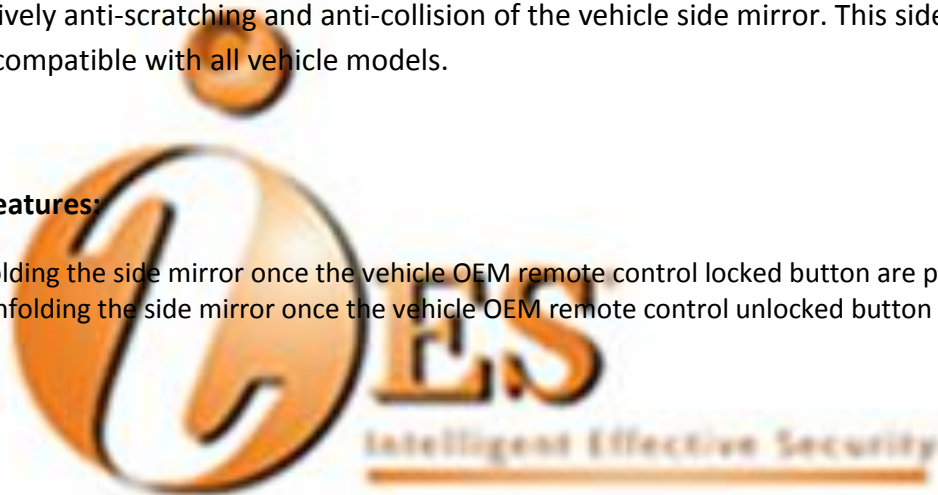 ively anti-scratching and anti-collision of the vehicle side mirror. This side
compatible with all vehicle models.
eatures:
olding the side mirror once the vehicle OEM remote control locked button are p
nfolding the side mirror once the vehicle OEM remote control unlocked button
iES
Intelligent Effective Security